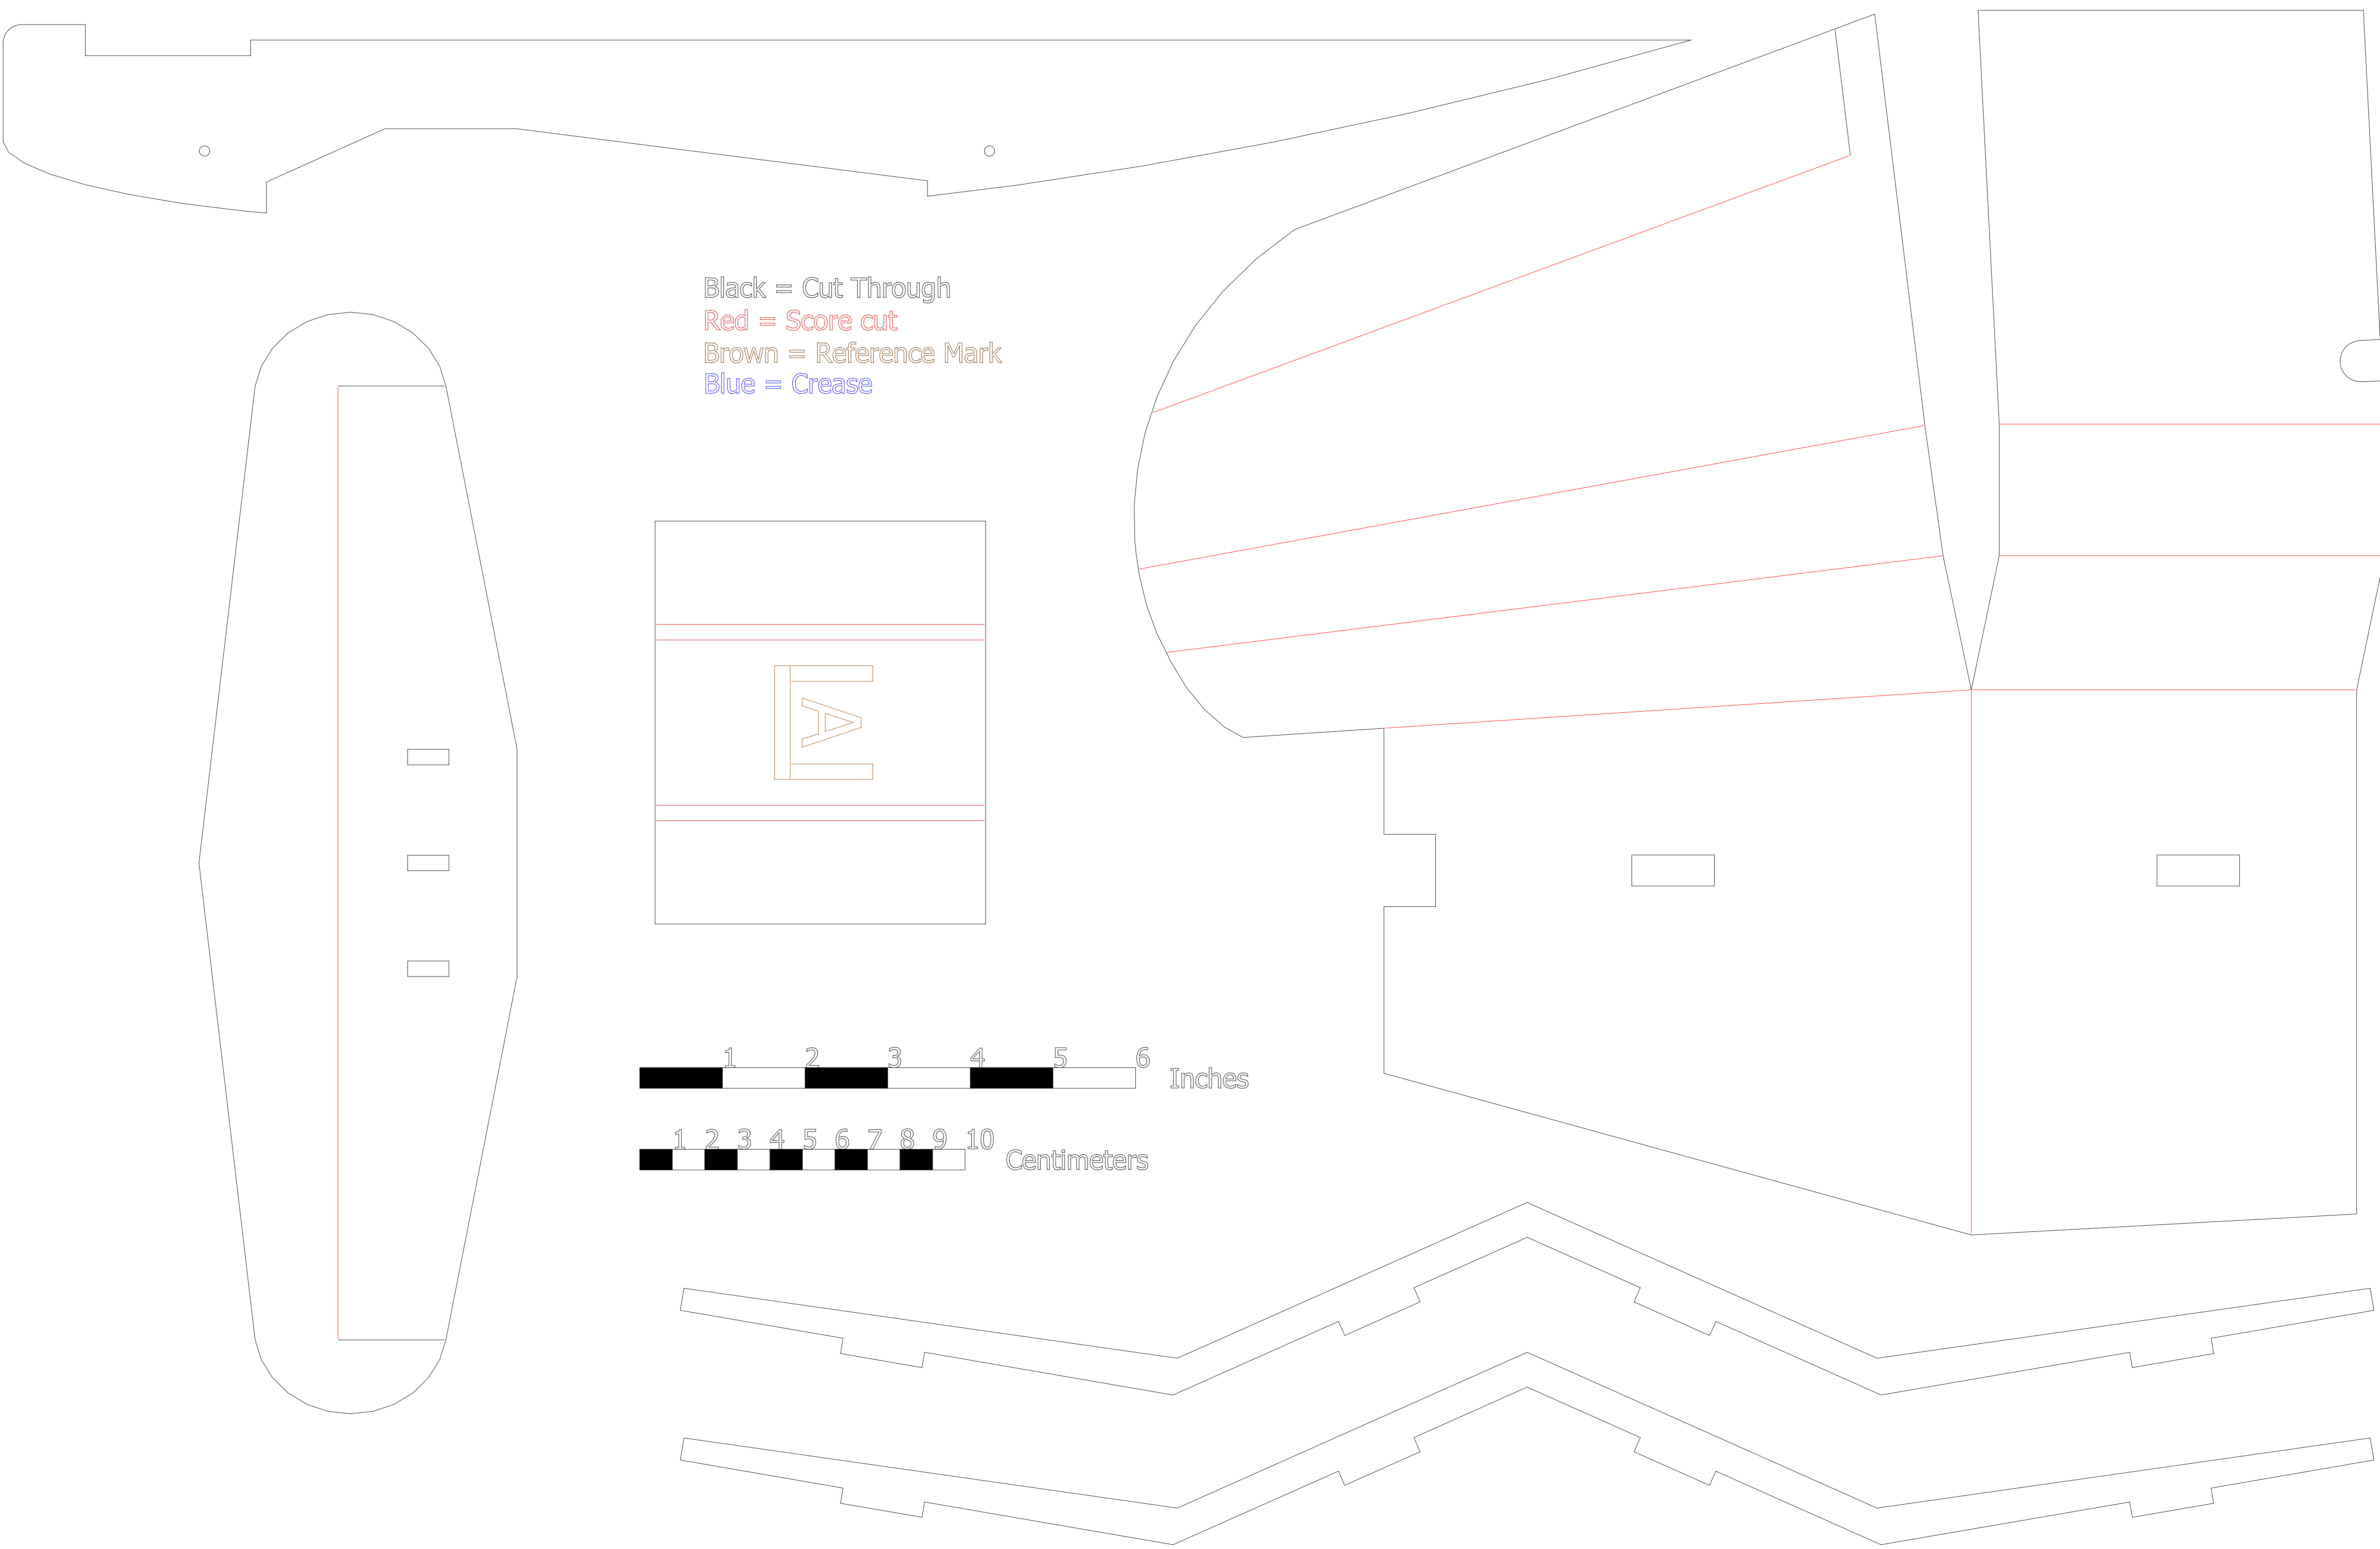 Black = Cut Through
Red = Score cut
Brown = Reference Mark
Blue = Crease
A
1 2 3 4 5 6
Inches
1 2 3 4 5 6 7 8 9 10
Centimeters